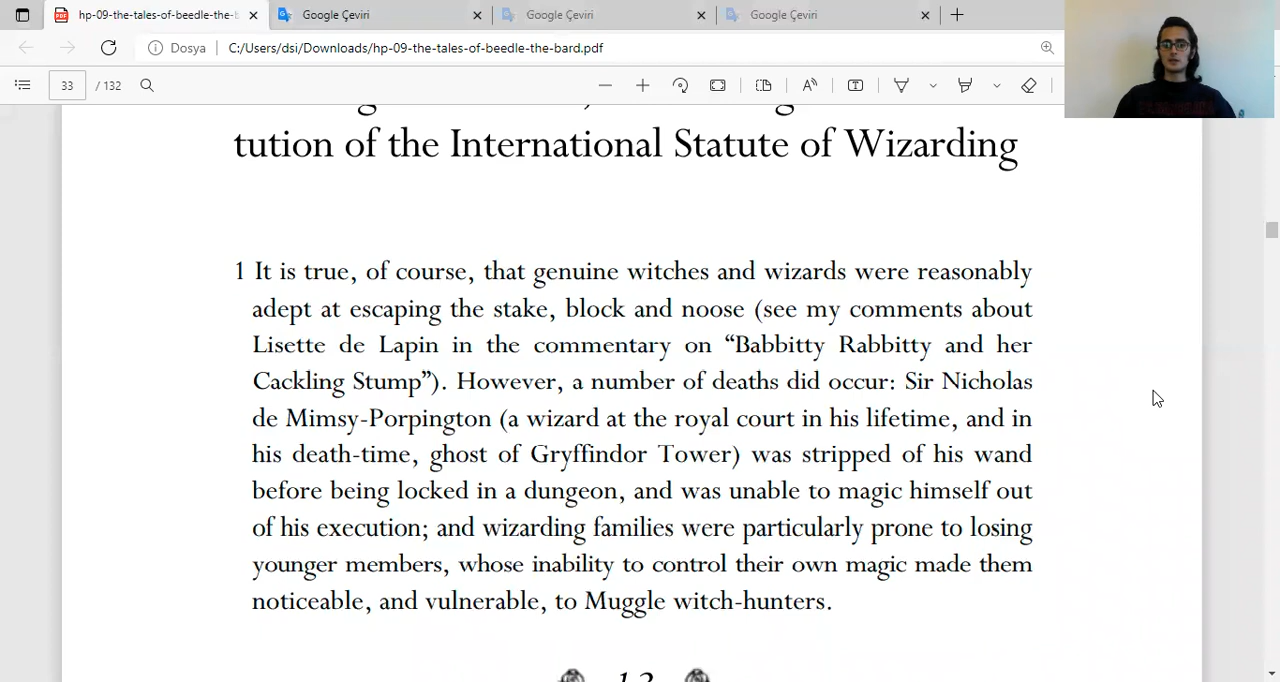 hp-09-the-tales-of-beedle-the-b
Google Çeviri
Google Çeviri
Google Çeviri
Dosya
C:/Users/dsi/Downloads/hp-09-the-tales-of-beedle-the-bard.pdf
33 / 132
tution of the International Statute of Wizarding
1 It is true, of course, that genuine witches and wizards were reasonably
adept at escaping the stake, block and noose (see my comments about
Lisette de Lapin in the commentary on “Babbitty Rabbitty and her
Cackling Stump”). However, a number of deaths did occur: Sir Nicholas
de Mimsy-Porpington (a wizard at the royal court in his lifetime, and in
his death-time, ghost of Gryffindor Tower) was stripped of his wand
before being locked in a dungeon, and was unable to magic himself out
of his execution; and wizarding families were particularly prone to losing
younger members, whose inability to control their own magic made them
noticeable, and vulnerable, to Muggle witch-hunters.